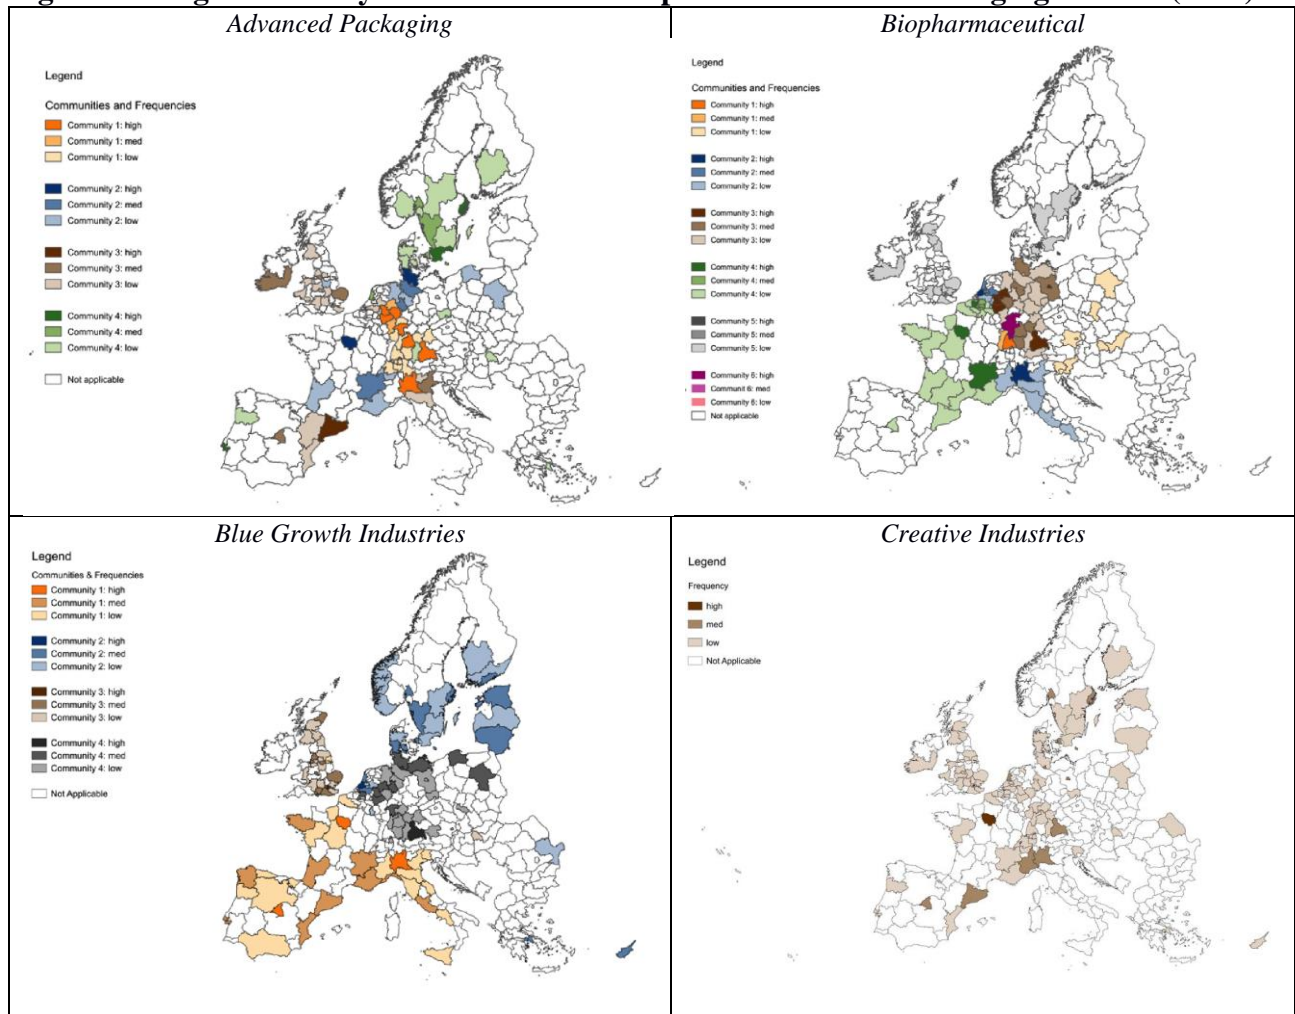 Advanced Packaging
Legend
Communities and Frequencies
Community 1: high
Community 1: med
Community 1: low
Community 2: high
Community 2: med
Community 2: low
Community 3: high
Community 3: med
Community 3: low
Community 4: high
Community 4: med
Community 4: low
Not applicable
Biopharmaceutical
Legend
Communities and Frequencies
Community 1: high
Community 1: med
Community 1: low
Community 2: high
Community 2: med
Community 2: low
Community 3: high
Community 3: med
Community 3: low
Community 4: high
Community 4: med
Community 4: low
Community 5: high
Community 5: med
Community 5: low
Community 6: high
Communit 6: med
Community 6: low
Not applicable
Blue Growth Industries
Legend
Communities & Frequencies
Community 1: high
Community 1: med
Community 1: low
Community 2: high
Community 2: med
Community 2: low
Community 3: high
Community 3: med
Community 3: low
Community 4: high
Community 4: med
Community 4: low
Not Applicable
Creative Industries
Legend
Frequency
high
med
low
Not Applicable